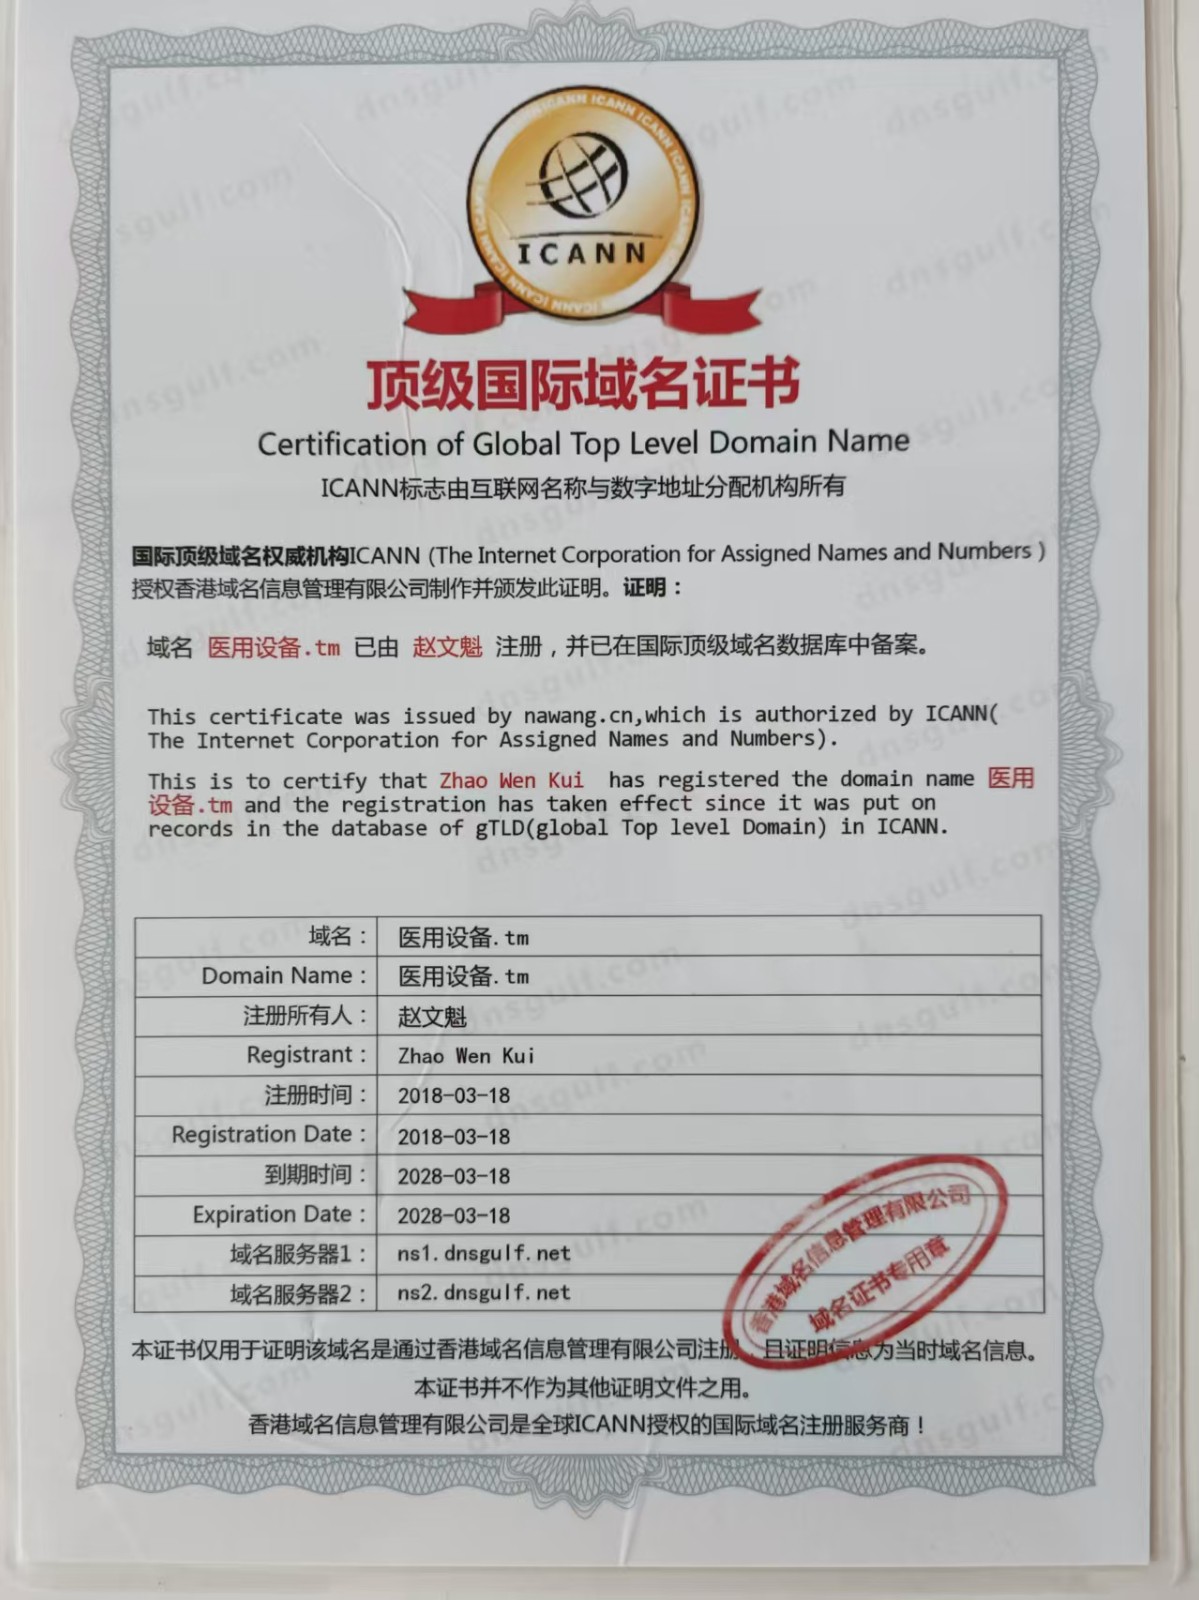 ICANN
顶级国际域名证书
Certification of Global Top Level Domain Name
ICANN标志由互联网名称与数字地址分配机构所有
国际顶级域名权威机构ICANN (The Internet Corporation for Assigned Names and Numbers )
授权香港域名信息管理有限公司制作并颁发此证明。证明：
域名 医用设备.tm 已由 赵文魁 注册，并已在国际顶级域名数据库中备案。
This certificate was issued by nawang.cn,which is authorized by ICANN(
The Internet Corporation for Assigned Names and Numbers).
This is to certify that Zhao Wen Kui has registered the domain name 医用
设备.tm and the registration has taken effect since it was put on
records in the database of gTLD(global Top level Domain) in ICANN.
域名： 医用设备.tm
Domain Name： 医用设备.tm
注册所有人： 赵文魁
Registrant： Zhao Wen Kui
注册时间： 2018-03-18
Registration Date： 2018-03-18
到期时间： 2028-03-18
Expiration Date： 2028-03-18
域名服务器1： ns1.dnsgulf.net
域名服务器2： ns2.dnsgulf.net
香港域名信息管理有限公司
域名证书专用章
本证书仅用于证明该域名是通过香港域名信息管理有限公司注册，且证明信息为当时域名信息。
本证书并不作为其他证明文件之用。
香港域名信息管理有限公司是全球ICANN授权的国际域名注册服务商！